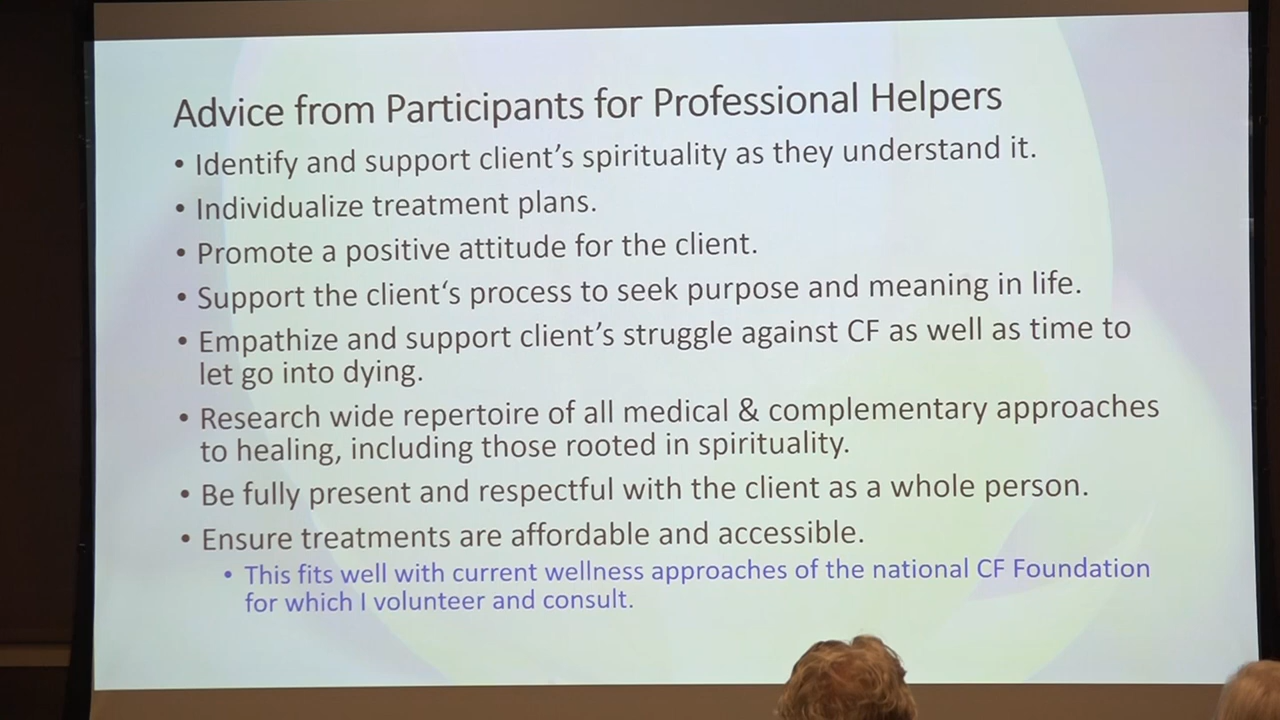 Advice from Participants for Professional Helpers
• Identify and support client's spirituality as they understand it.
• Individualize treatment plans.
• Promote a positive attitude for the client.
• Support the client‘s process to seek purpose and meaning in life.
• Empathize and support client's struggle against CF as well as time to
let go into dying.
• Research wide repertoire of all medical & complementary approaches
to healing, including those rooted in spirituality.
• Be fully present and respectful with the client as a whole person.
• Ensure treatments are affordable and accessible.
• This fits well with current wellness approaches of the national CF Foundation
for which I volunteer and consult.